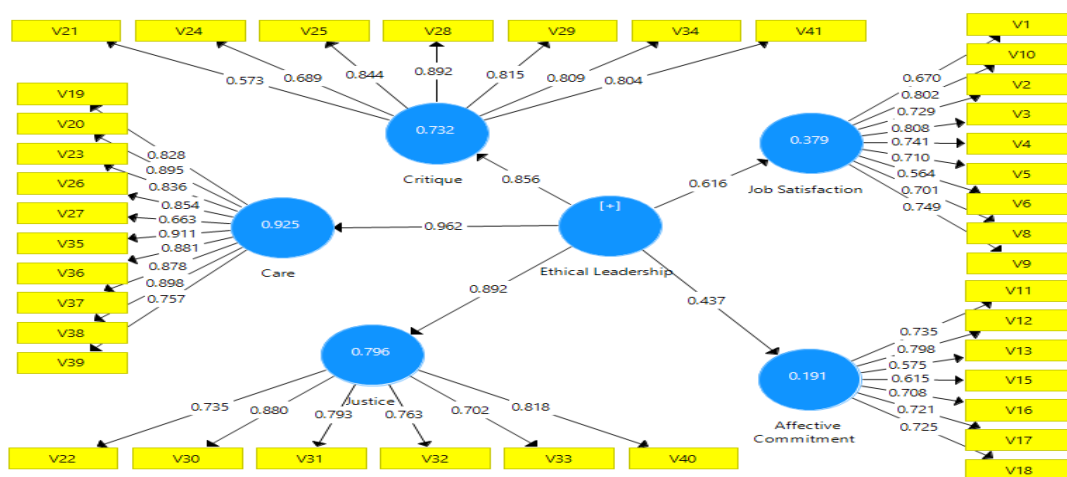 V21 V24 V25 V28 V29 V34 V41
0.573 0.689 0.844 0.892 0.815 0.809 0.804
0.732
Critique
V19
V20
V23
V26
V27
V35
V36
V37
V38
V39
0.828
0.895
0.836
0.854
0.663
0.911
0.881
0.878
0.898
0.757
0.925
Care
0.856
0.962
0.892
0.616
0.437
[+]
Ethical Leadership
0.379
Job Satisfaction
0.670
0.802
0.729
0.808
0.741
0.710
0.564
0.701
0.749
V1
V10
V2
V3
V4
V5
V6
V8
V9
0.796
Justice
0.735 0.880 0.793 0.763 0.702 0.818
V22 V30 V31 V32 V33 V40
0.191
Affective
Commitment
0.735
0.798
0.575
0.615
0.708
0.721
0.725
V11
V12
V13
V15
V16
V17
V18